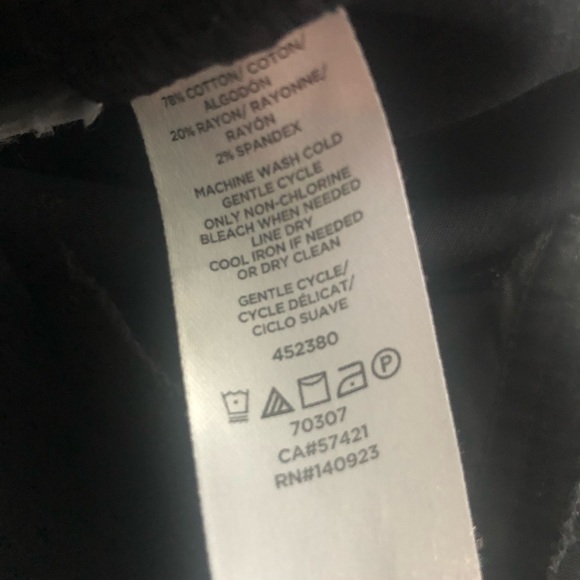 78% COTTON/ COTON/
ALGODÓN
20% RAYON/ RAYONNE/
RAYÓN
2% SPANDEX
MACHINE WASH COLD
GENTLE CYCLE
ONLY NON-CHLORINE
BLEACH WHEN NEEDED
LINE DRY
COOL IRON IF NEEDED
OR DRY CLEAN
GENTLE CYCLE/
CYCLE DÉLICAT/
CICLO SUAVE
452380
P
70307
CA#57421
RN#140923